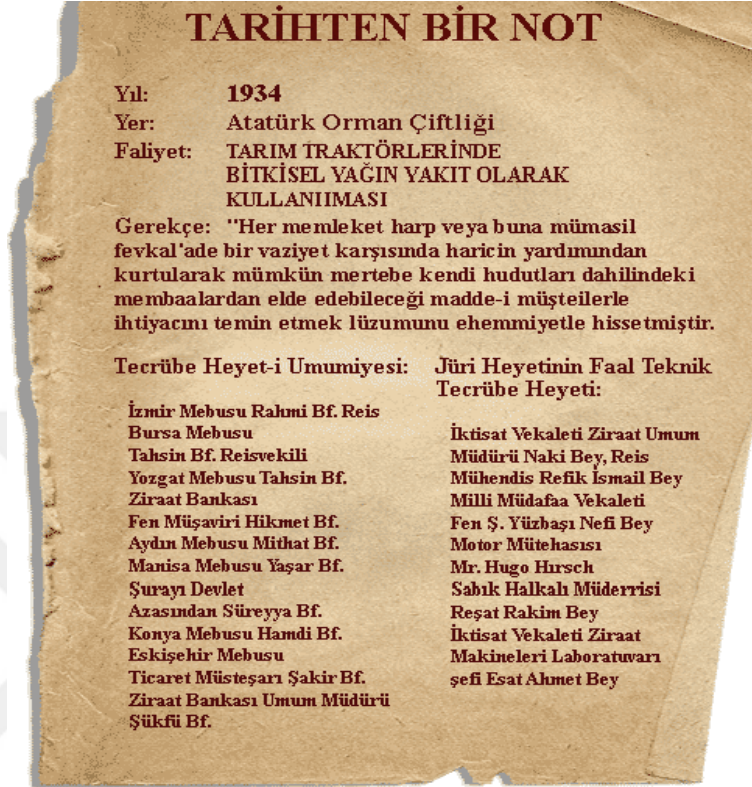 TARİHTEN BİR NOT
Yıl: 1934
Yer: Atatürk Orman Çiftliği
Faliyet: TARIM TRAKTÖRLERİNDE
BİTKİSEL YAĞIN YAKIT OLARAK
KULLANIIMASI
Gerekçe: "Her memleket harp veya buna mümasil
fevkal'ade bir vaziyet karşısında haricin yardımından
kurtularak mümkün mertebe kendi hudutları dahilindeki
membaalardan elde edebileceği madde-i müşteilerle
ihtiyacını temin etmek lüzumunu ehemmiyetle hissetmiştir.
Tecrübe Heyet-i Umumiyesi:
İzmir Mebusu Rahmi Bf. Reis
Bursa Mebusu
Tahsin Bf. Reisvekili
Yozgat Mebusu Tahsin Bf.
Ziraat Bankası
Fen Müşaviri Hikmet Bf.
Aydın Mebusu Mithat Bf.
Manisa Mebusu Yaşar Bf.
Şurayı Devlet
Azasından Süreyya Bf.
Konya Mebusu Hamdi Bf.
Eskişehir Mebusu
Ticaret Müsteşarı Şakir Bf.
Ziraat Bankası Umum Müdürü
Şükfü Bf.
Jüri Heyetinin Faal Teknik
Tecrübe Heyeti:
İktisat Vekaleti Ziraat Umum
Müdürü Naki Bey, Reis
Mühendis Refik İsmail Bey
Milli Müdafaa Vekaleti
Fen Ş. Yüzbaşı Nefi Bey
Motor Mütehasısı
Mr. Hugo Hırsch
Sabık Halkalı Müderrisi
Reşat Rakim Bey
İktisat Vekaleti Ziraat
Makineleri Laboratuvarı
şefi Esat Ahmet Bey